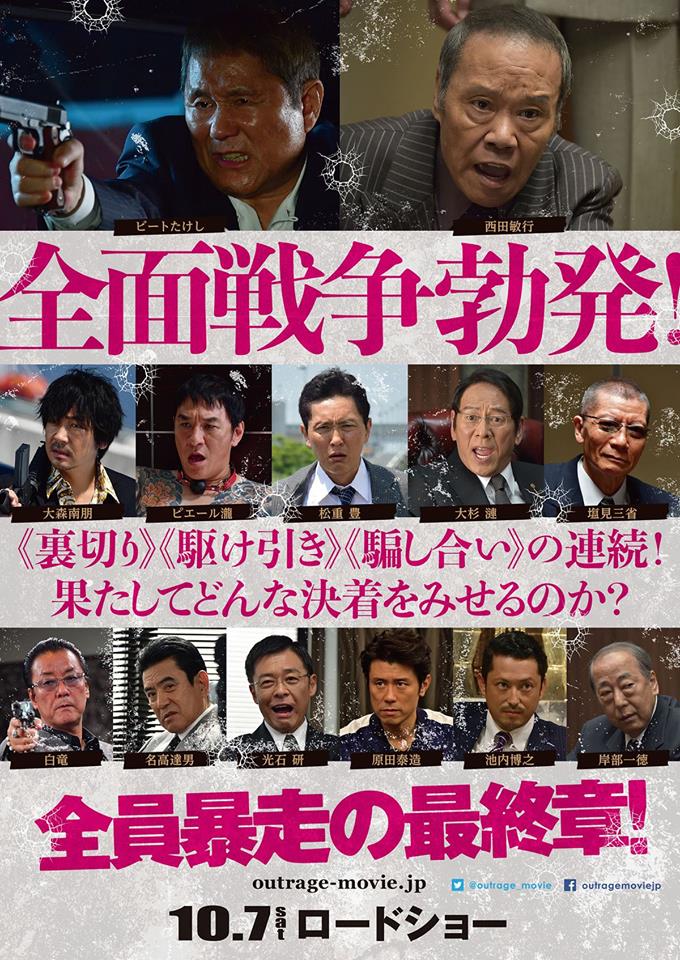 ビートたけし
西田敏行
全面戦争勃発!
大森南朋
ピエール瀧
松重 豊
大杉 漣
塩見三省
《裏切り》《駆け引き》《騙し合い》の連続!
果たしてどんな決着をみせるのか?
白竜
名高達男
光石 研
原田泰造
池内博之
岸部一徳
全員暴走の最終章!
outrage-movie.jp
@outrage_movie
outragemoviejp
10.7 sat ロードショー